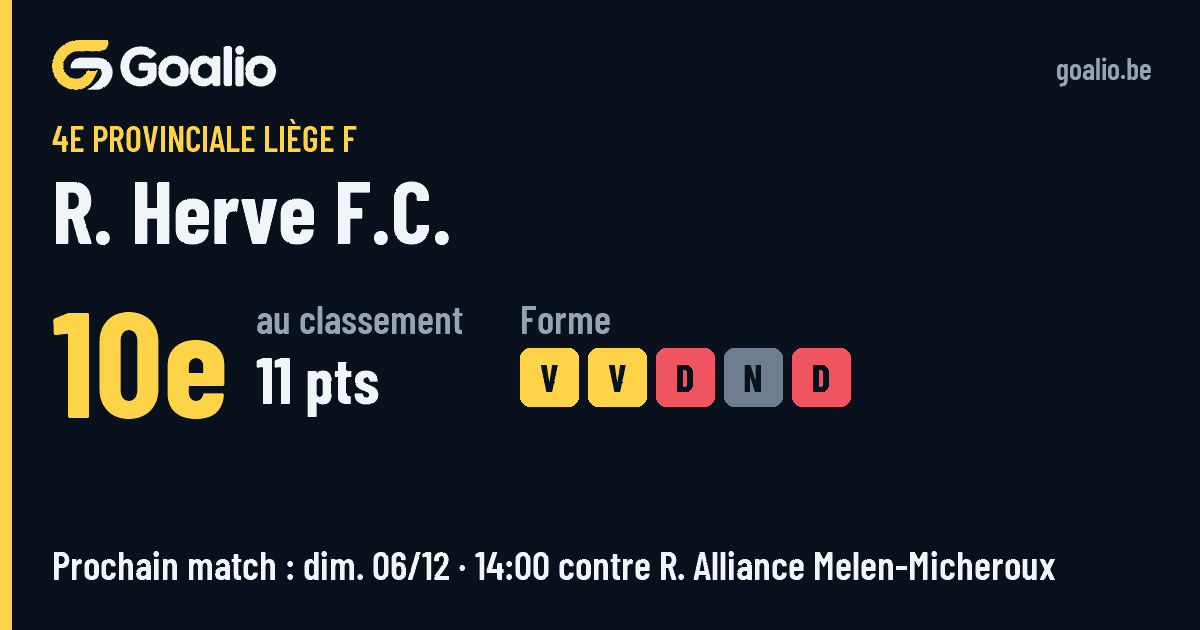 Goalio
goalio.be
4E PROVINCIALE LIÈGE F
R. Herve F.C.
10e
au classement
11 pts
Forme
V V D N D
Prochain match : dim. 06/12 · 14:00 contre R. Alliance Melen-Micheroux